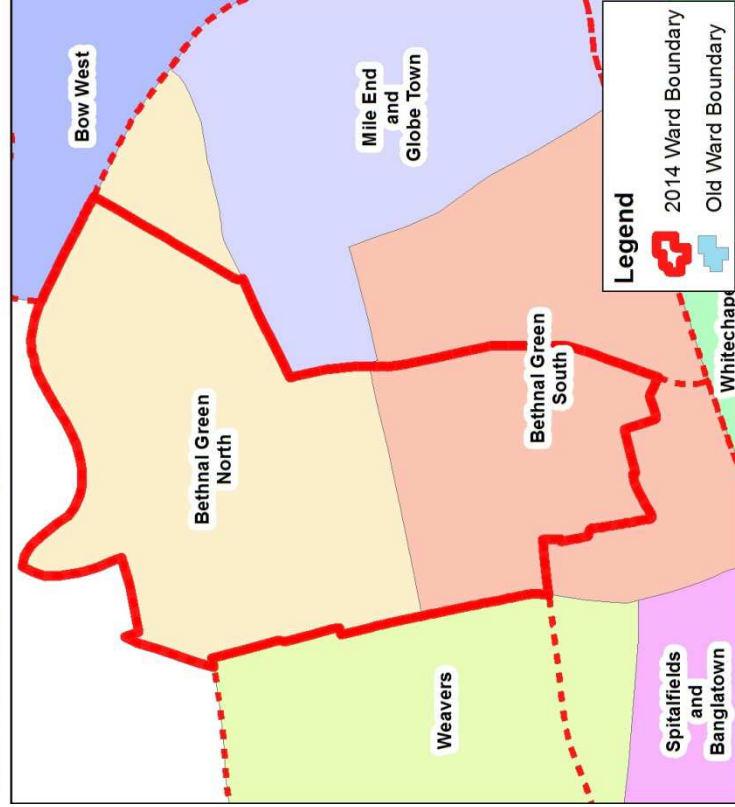 Bow West
Mile End
and
Globe Town
Bethnal Green
North
Bethnal Green
South
Weavers
Spitalfields
and
Banglatown
Whitechape
Legend
2014 Ward Boundary
Old Ward Boundary